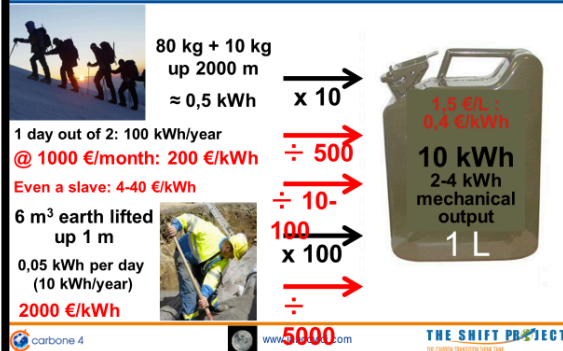 80 kg + 10 kg
up 2000 m
≈ 0,5 kWh
x 10
1 day out of 2: 100 kWh/year
@ 1000 €/month: 200 €/kWh
÷ 500
Even a slave: 4-40 €/kWh
÷ 10-
100
6 m³ earth lifted
up 1 m
x 100
0,05 kWh per day
(10 kWh/year)
2000 €/kWh
÷
5000
1,5 €/L :
0,4 €/kWh
10 kWh
2-4 kWh
mechanical
output
1 L
carbone 4
THE SHIFT PROJECT
THE CARBON TRANSITION THINK TANK